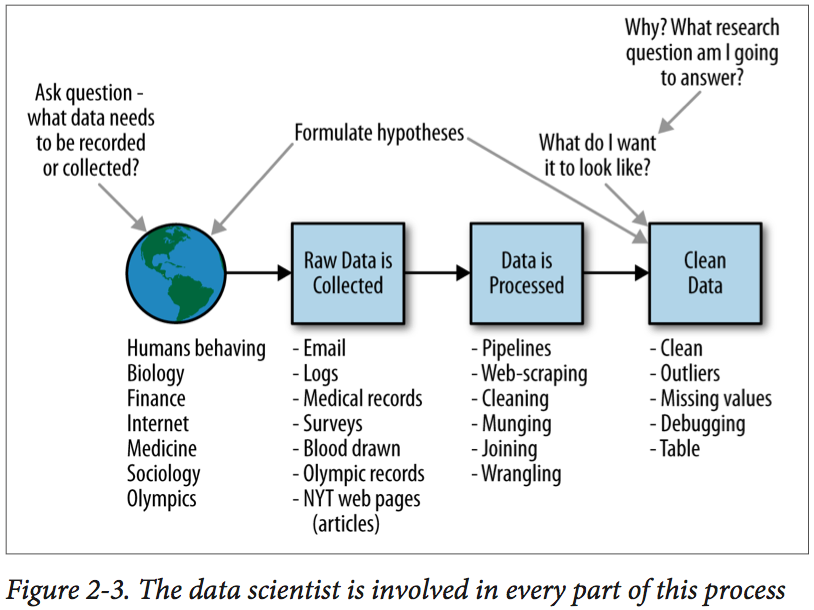 Why? What research
question am I going
to answer?
Ask question -
what data needs
to be recorded
or collected?
Formulate hypotheses
What do I want
it to look like?
Raw Data is
Collected
Data is
Processed
Clean
Data
Humans behaving
Biology
Finance
Internet
Medicine
Sociology
Olympics
- Email
- Logs
- Medical records
- Surveys
- Blood drawn
- Olympic records
- NYT web pages
(articles)
- Pipelines
- Web-scraping
- Cleaning
- Munging
- Joining
- Wrangling
- Clean
- Outliers
- Missing values
- Debugging
- Table
Figure 2-3. The data scientist is involved in every part of this process